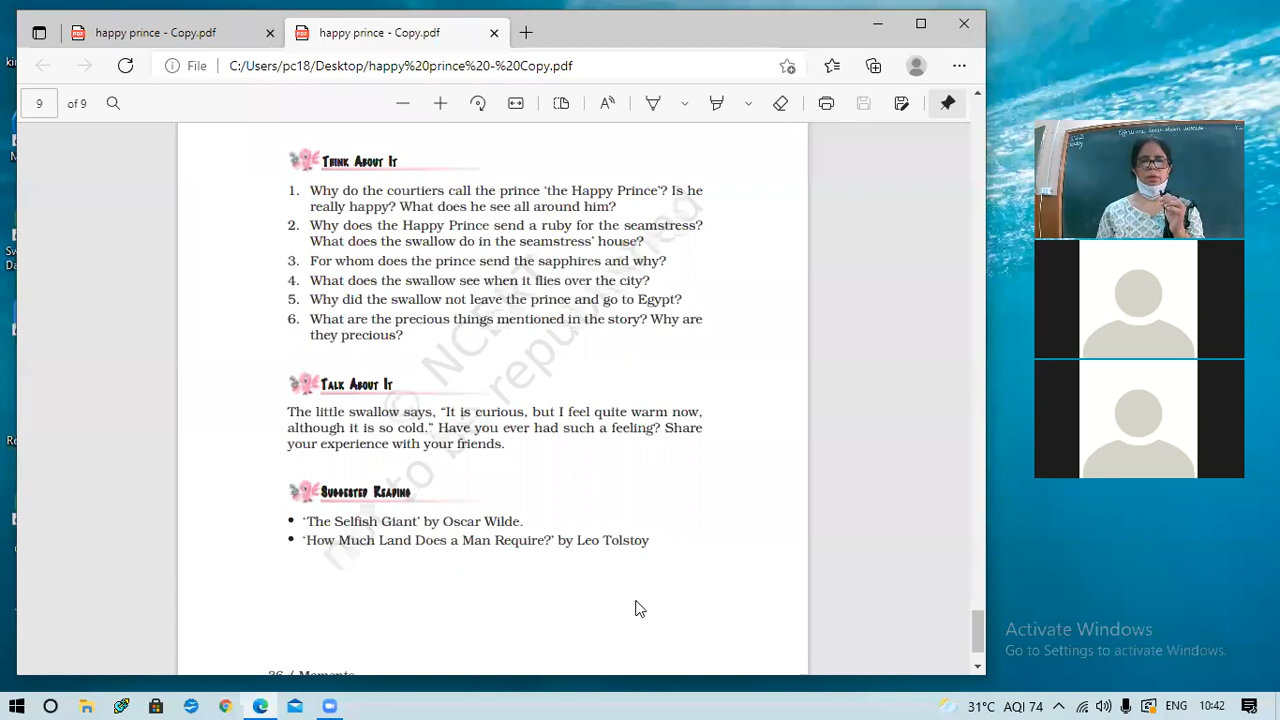 happy prince - Copy.pdf
happy prince - Copy.pdf
File
C:/Users/pc18/Desktop/happy%20prince%20-%20Copy.pdf
9 of 9
THINK ABOUT IT
1. Why do the courtiers call the prince ‘the Happy Prince’? Is he
really happy? What does he see all around him?
2. Why does the Happy Prince send a ruby for the seamstress?
What does the swallow do in the seamstress’ house?
3. For whom does the prince send the sapphires and why?
4. What does the swallow see when it flies over the city?
5. Why did the swallow not leave the prince and go to Egypt?
6. What are the precious things mentioned in the story? Why are
they precious?
TALK ABOUT IT
The little swallow says, “It is curious, but I feel quite warm now,
although it is so cold.” Have you ever had such a feeling? Share
your experience with your friends.
SUGGESTED READING
• ‘The Selfish Giant’ by Oscar Wilde.
• ‘How Much Land Does a Man Require?’ by Leo Tolstoy
© NCERT
not to be republished
Activate Windows
Go to Settings to activate Windows.
31°C AQI 74
ENG
10:42